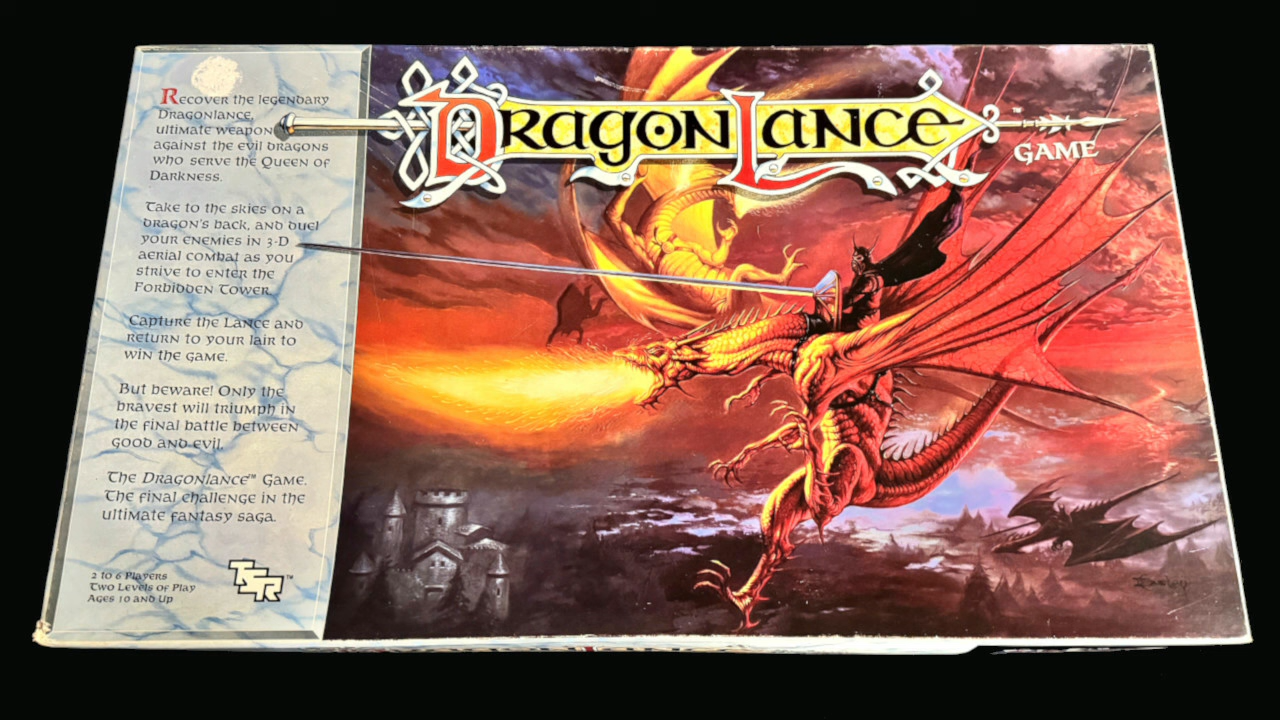 Recover the legendary
Dragonlance,
ultimate weapon
against the evil dragons
who serve the Queen of
Darkness.
Take to the skies on a
dragon's back, and duel
your enemies in 3-D
aerial combat as you
strive to enter the
Forbidden Tower.
Capture the Lance and
return to your lair to
win the game.
But beware! Only the
bravest will triumph in
the final battle between
good and evil.
The Dragonlance™ Game.
The final challenge in the
ultimate fantasy saga.
2 to 6 Players
Two Levels of Play
Ages 10 and Up
TSR™
DragonLance™
GAME